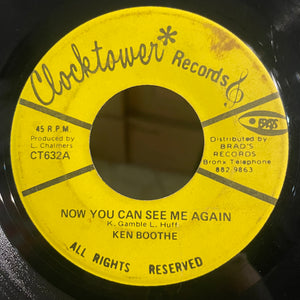 Clocktower Records
BRADS
45 R.P.M
Produced by
L. Chalmers
CT632A
Distributed by
BRAD'S
RECORDS
Bronx Telephone
882,9863
NOW YOU CAN SEE ME AGAIN
K. Gamble L. Huff
KEN BOOTHE
ALL RIGHTS RESERVED